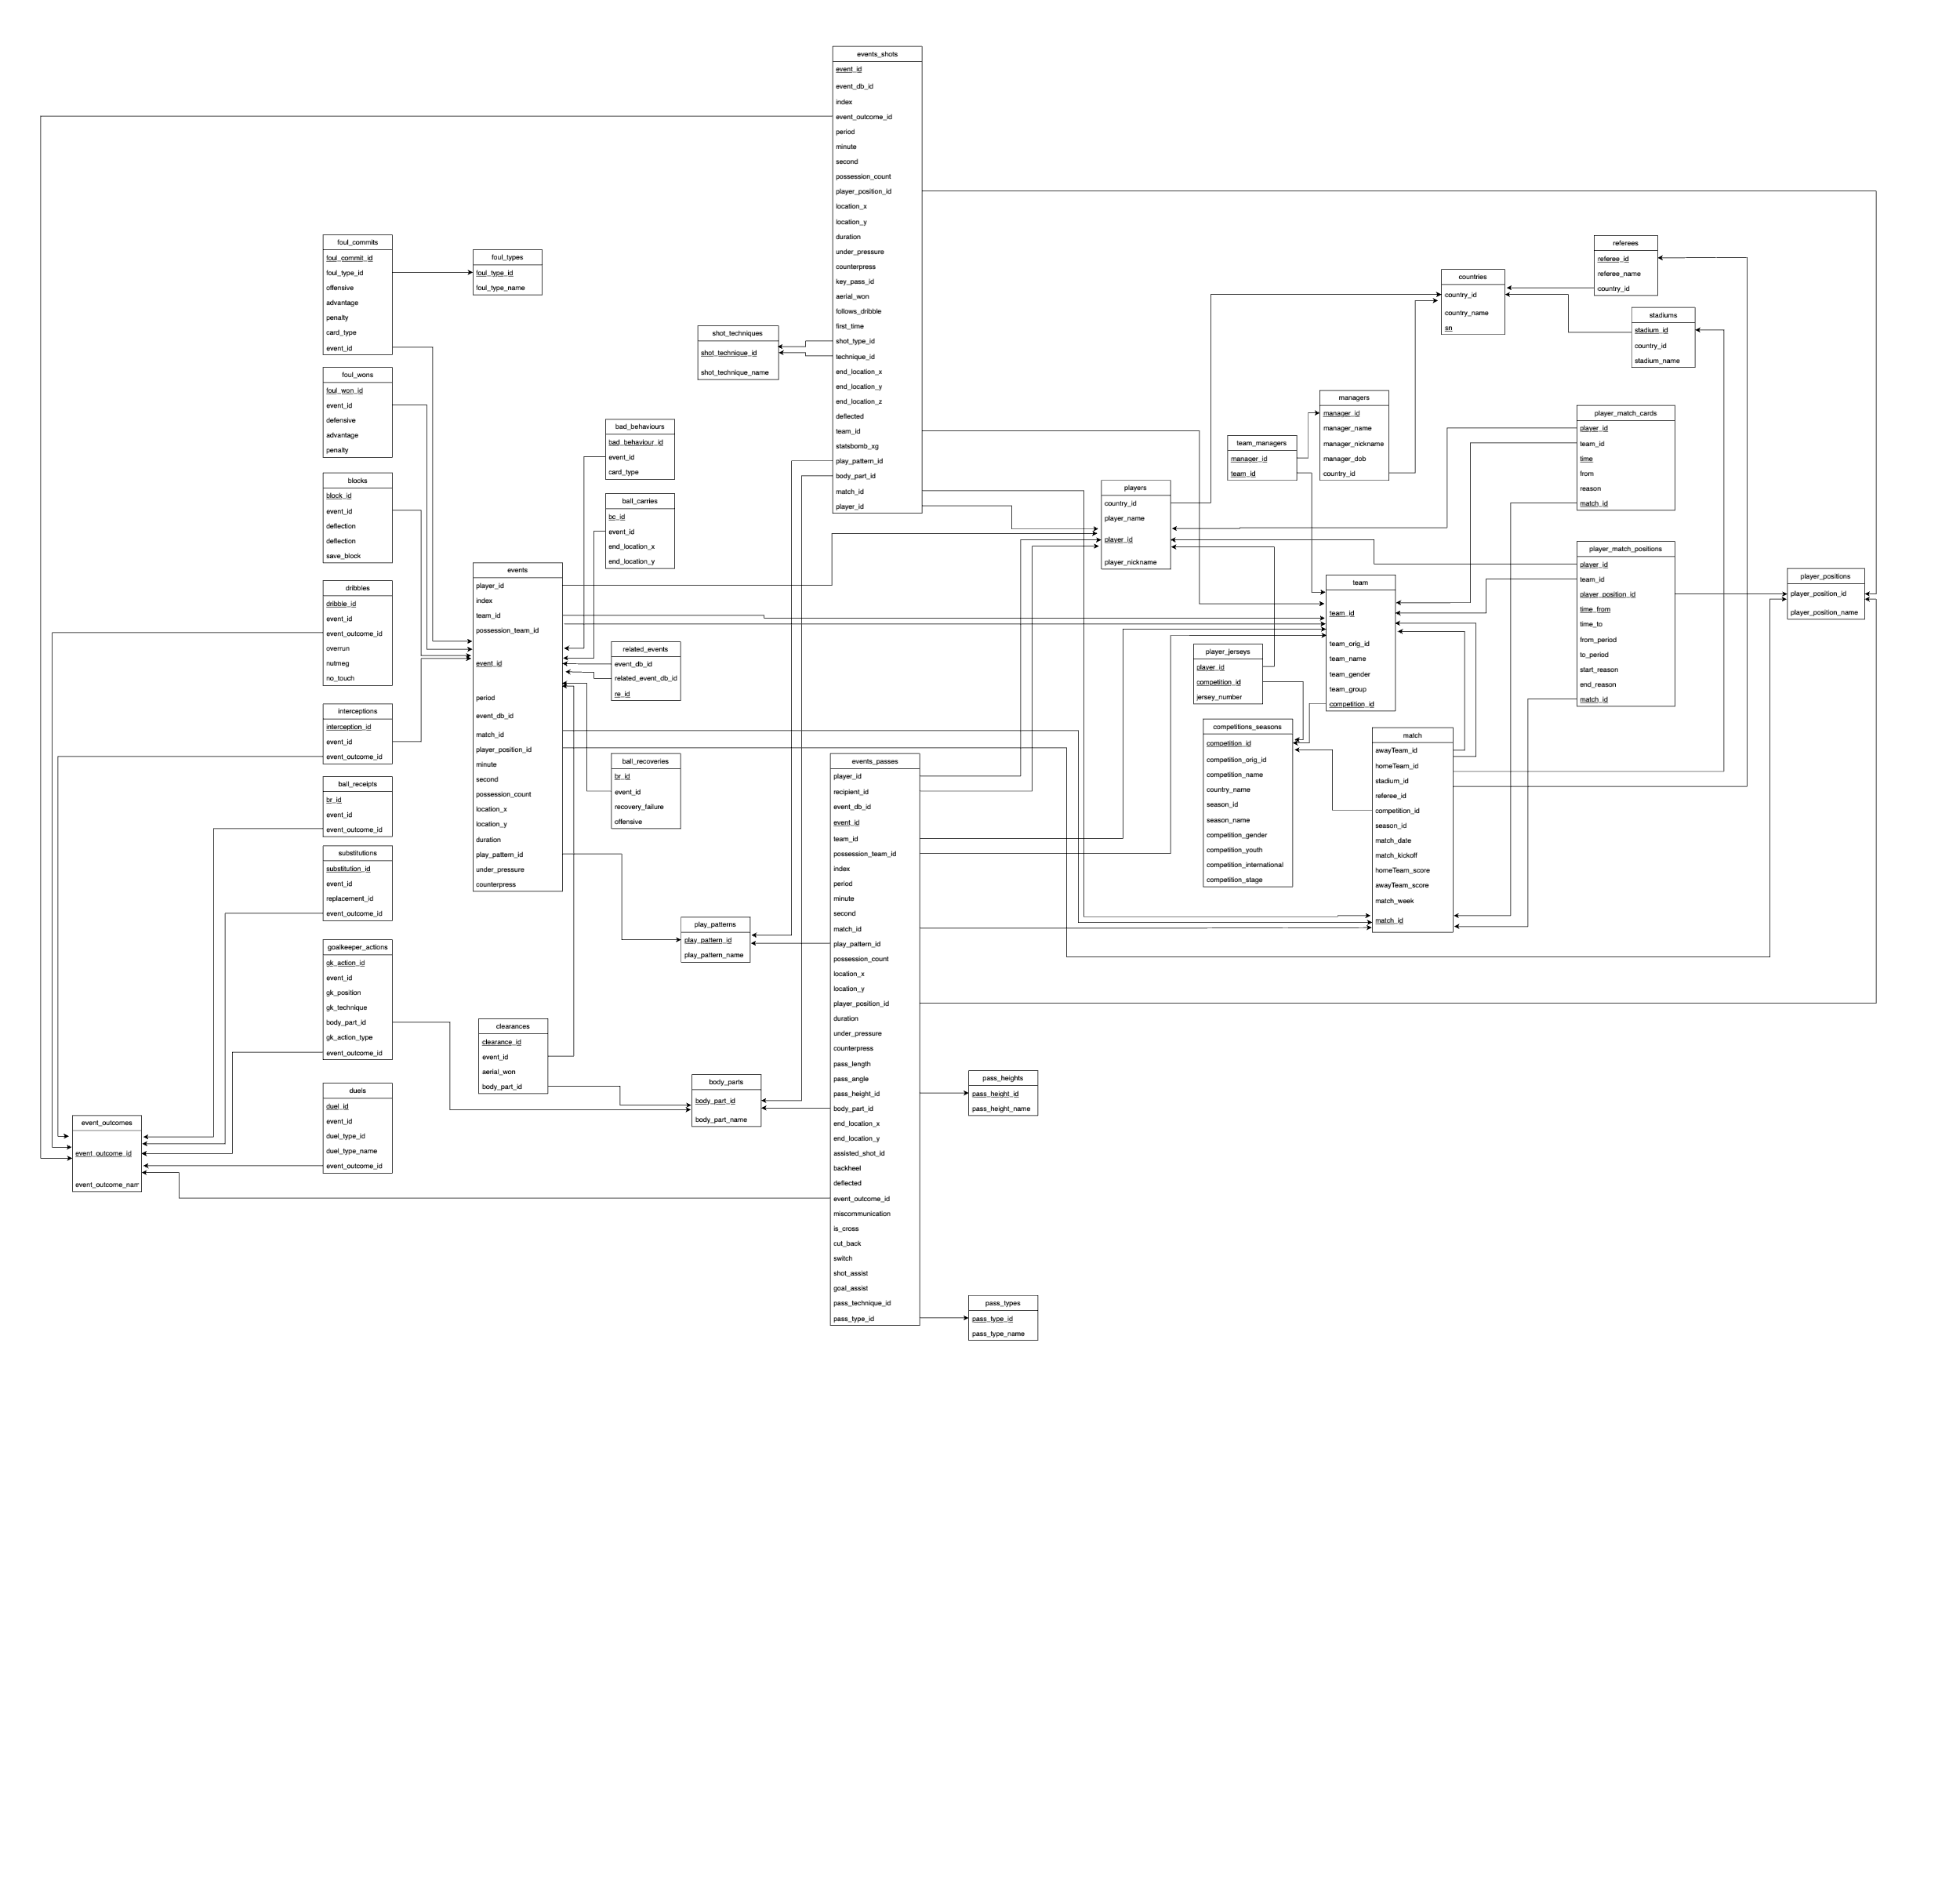 events_shots
event_id
event_db_id
index
event_outcome_id
period
minute
second
possession_count
player_position_id
location_x
location_y
duration
under_pressure
counterpress
key_pass_id
aerial_won
follows_dribble
first_time
shot_type_id
technique_id
end_location_x
end_location_y
end_location_z
deflected
team_id
statsbomb_xg
play_pattern_id
body_part_id
match_id
player_id
foul_commits
foul_commit_id
foul_type_id
offensive
advantage
penalty
card_type
event_id
foul_types
foul_type_id
foul_type_name
referees
referee_id
referee_name
country_id
countries
country_id
country_name
sn
stadiums
stadium_id
country_id
stadium_name
shot_techniques
shot_technique_id
shot_technique_name
foul_wons
foul_won_id
event_id
defensive
advantage
penalty
managers
manager_id
manager_name
manager_nickname
manager_dob
country_id
team_managers
manager_id
team_id
player_match_cards
player_id
team_id
time
from
reason
match_id
bad_behaviours
bad_behaviour_id
event_id
card_type
blocks
block_id
event_id
deflection
deflection
save_block
ball_carries
bc_id
event_id
end_location_x
end_location_y
players
country_id
player_name
player_id
player_nickname
player_match_positions
player_id
team_id
player_position_id
time_from
time_to
from_period
to_period
start_reason
end_reason
match_id
player_positions
player_position_id
player_position_name
events
player_id
index
team_id
possession_team_id
event_id
period
event_db_id
match_id
player_position_id
minute
second
possession_count
location_x
location_y
duration
play_pattern_id
under_pressure
counterpress
team
team_id
team_orig_id
team_name
team_gender
team_group
competition_id
dribbles
dribble_id
event_id
event_outcome_id
overrun
nutmeg
no_touch
related_events
event_db_id
related_event_db_id
re_id
player_jerseys
player_id
competition_id
jersey_number
interceptions
interception_id
event_id
event_outcome_id
competitions_seasons
competition_id
competition_orig_id
competition_name
country_name
season_id
season_name
competition_gender
competition_youth
competition_international
competition_stage
match
awayTeam_id
homeTeam_id
stadium_id
referee_id
competition_id
season_id
match_date
match_kickoff
homeTeam_score
awayTeam_score
match_week
match_id
ball_recoveries
br_id
event_id
recovery_failure
offensive
events_passes
player_id
recipient_id
event_db_id
event_id
team_id
possession_team_id
index
period
minute
second
match_id
play_pattern_id
possession_count
location_x
location_y
player_position_id
duration
under_pressure
counterpress
pass_length
pass_angle
pass_height_id
body_part_id
end_location_x
end_location_y
assisted_shot_id
backheel
deflected
event_outcome_id
miscommunication
is_cross
cut_back
switch
shot_assist
goal_assist
pass_technique_id
pass_type_id
ball_receipts
br_id
event_id
event_outcome_id
substitutions
substitution_id
event_id
replacement_id
event_outcome_id
play_patterns
play_pattern_id
play_pattern_name
goalkeeper_actions
gk_action_id
event_id
gk_position
gk_technique
body_part_id
gk_action_type
event_outcome_id
clearances
clearance_id
event_id
aerial_won
body_part_id
body_parts
body_part_id
body_part_name
pass_heights
pass_height_id
pass_height_name
duels
duel_id
event_id
duel_type_id
duel_type_name
event_outcome_id
event_outcomes
event_outcome_id
event_outcome_nam
pass_types
pass_type_id
pass_type_name